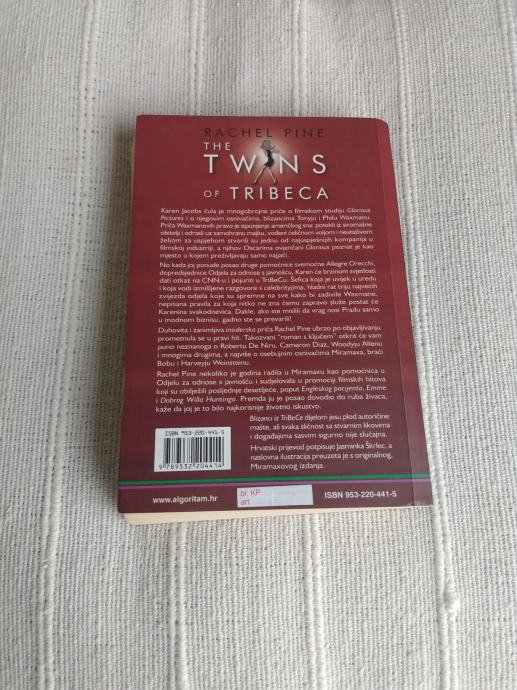 RACHEL PINE
THE
TWINS
OF TRIBECA
Karen Jacobs čula je mnogobrojne priče o filmskom studiju Glorious
Pictures i o njegovim osnivačima, blizancima Tonyju i Philu Waxmanu.
Priča Waxmanovih pravo je ispunjenje američkog sna: potekli iz siromašne
obitelji i odrasli uz samohranu majku, vođeni čeličnom voljom i neutaživom
željom za uspjehom stvorili su jednu od najuspješnijih kompanija u
filmskoj industriji, a njihov Oscarima ovjenčani Glorious poznat je kao
mjesto u kojem preživljavaju samo najjači.
No kada joj ponude posao druge pomoćnice svemoćne Allegre Orecchi,
dopredsjednice Odjela za odnose s javnošću, Karen će brzinom svjetlosti
dati otkaz na CNN-u i pojuriti u TriBeCu. Šefica koja je uvijek u uredu
i koja vodi izmišljene razgovore s celebrityjima, hladni rat triju najvećih
zvijezda odjela koje su spremne na sve kako bi zadivile Waxmane,
nepisana pravila za koja nitko ne zna čemu zapravo služe postat će
Karenina svakodnevica. Dakle, ako ste mislili da vrag nosi Pradu samo
u modnom biznisu, gadno ste se prevarili!
Duhovita i zanimljiva insiderska priča Rachel Pine ubrzo po objavljivanju
prometnula se u pravi hit. Takozvani "roman s ključem" otkrit će vam
puno neznanoga o Robertu De Niru, Cameron Diaz, Woodyju Allenu
i mnogima drugima, a najviše o osebujnim osnivačima Miramaxa, braći
Bobu i Harveyju Weinsteinu.
Rachel Pine nekoliko je godina radila u Miramaxu kao pomoćnica u
Odjelu za odnose s javnošću i sudjelovala u promociji filmskih hitova
koji su obilježili posljednje desetljeće, poput Engleskog pacijenta, Emme
i Dobrog Willa Huntinga. Premda ju je posao dovodio do ruba živaca,
kaže da joj je to bilo najkorisnije životno iskustvo.
Blizanci iz TriBeCe dijelom jesu plod autoričine
mašte, ali svaka sličnost sa stvarnim likovima
i događajima sasvim sigurno nije slučajna.
Hrvatski prijevod potpisuje Jasminka Škrlec, a
naslovna ilustracija preuzeta je s originalnog,
Miramaxovog izdanja.
ISBN 953-220-441-5
9789532204414
www.algoritam.hr
br. KP
art.
ISBN 953-220-441-5